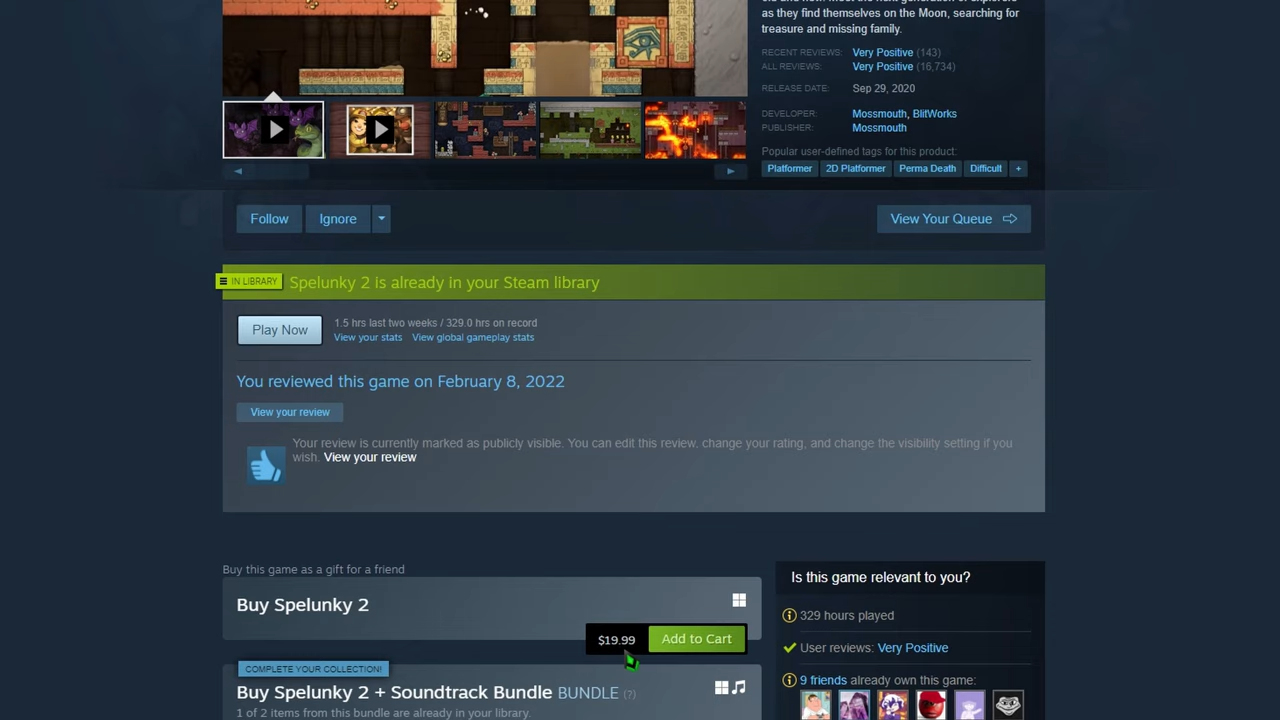 old and now meet the next generation of explorers
as they find themselves on the Moon, searching for
treasure and missing family.
RECENT REVIEWS: Very Positive (143)
ALL REVIEWS: Very Positive (16,734)
RELEASE DATE: Sep 29, 2020
DEVELOPER: Mossmouth, BlitWorks
PUBLISHER: Mossmouth
Popular user-defined tags for this product:
Platformer 2D Platformer Perma Death Difficult +
Follow Ignore View Your Queue
IN LIBRARY Spelunky 2 is already in your Steam library
Play Now
1.5 hrs last two weeks / 329.0 hrs on record
View your stats View global gameplay stats
You reviewed this game on February 8, 2022
View your review
Your review is currently marked as publicly visible. You can edit this review, change your rating, and change the visibility setting if you
wish. View your review
Buy this game as a gift for a friend
Buy Spelunky 2
$19.99 Add to Cart
COMPLETE YOUR COLLECTION!
Buy Spelunky 2 + Soundtrack Bundle BUNDLE (?)
1 of 2 items from this bundle are already in your library.
Is this game relevant to you?
329 hours played
User reviews: Very Positive
9 friends already own this game: